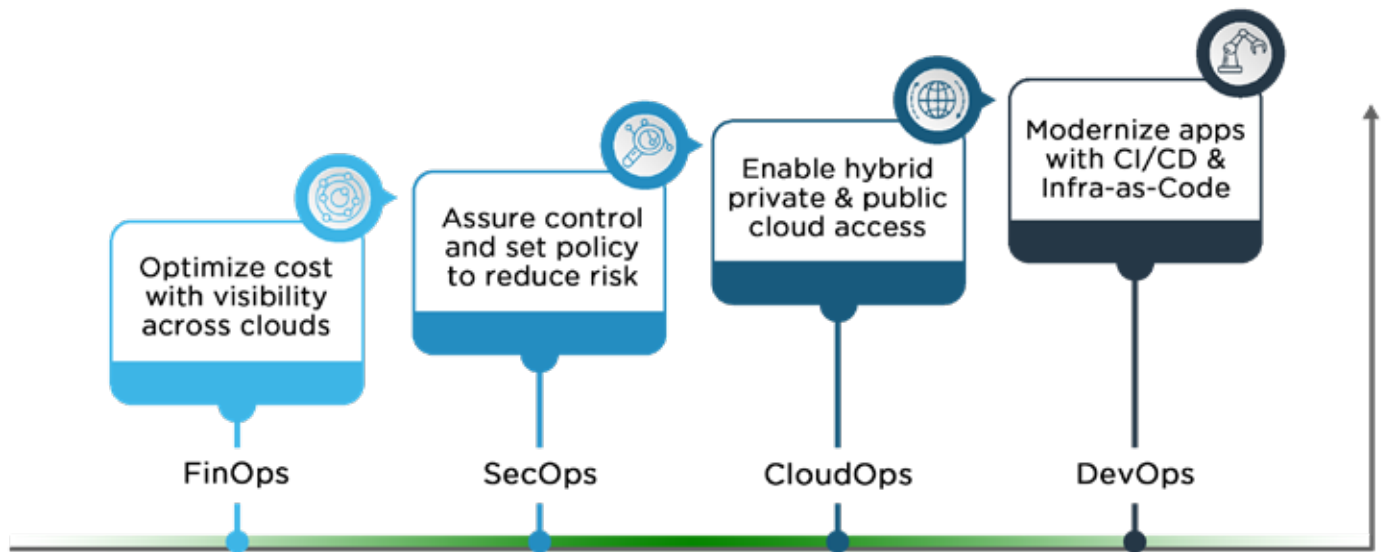 Optimize cost
with visibility
across clouds
Assure control
and set policy
to reduce risk
Enable hybrid
private & public
cloud access
Modernize apps
with CI/CD &
Infra-as-Code
FinOps
SecOps
CloudOps
DevOps